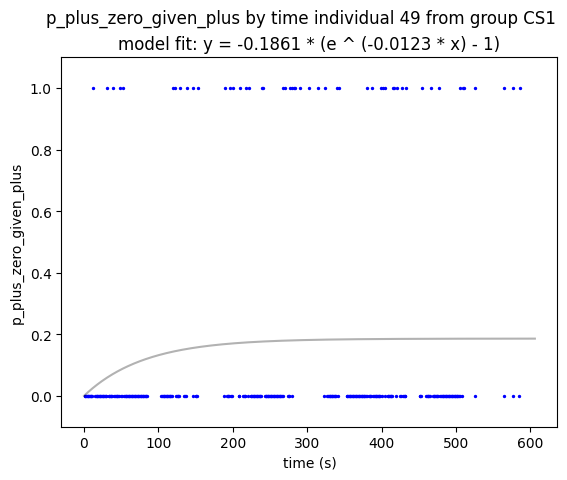 p_plus_zero_given_plus by time individual 49 from group CS1
model fit: y = -0.1861 * (e ^ (-0.0123 * x) - 1)
1.0
0.8
0.6
0.4
0.2
0.0
p_plus_zero_given_plus
0 100 200 300 400 500 600
time (s)